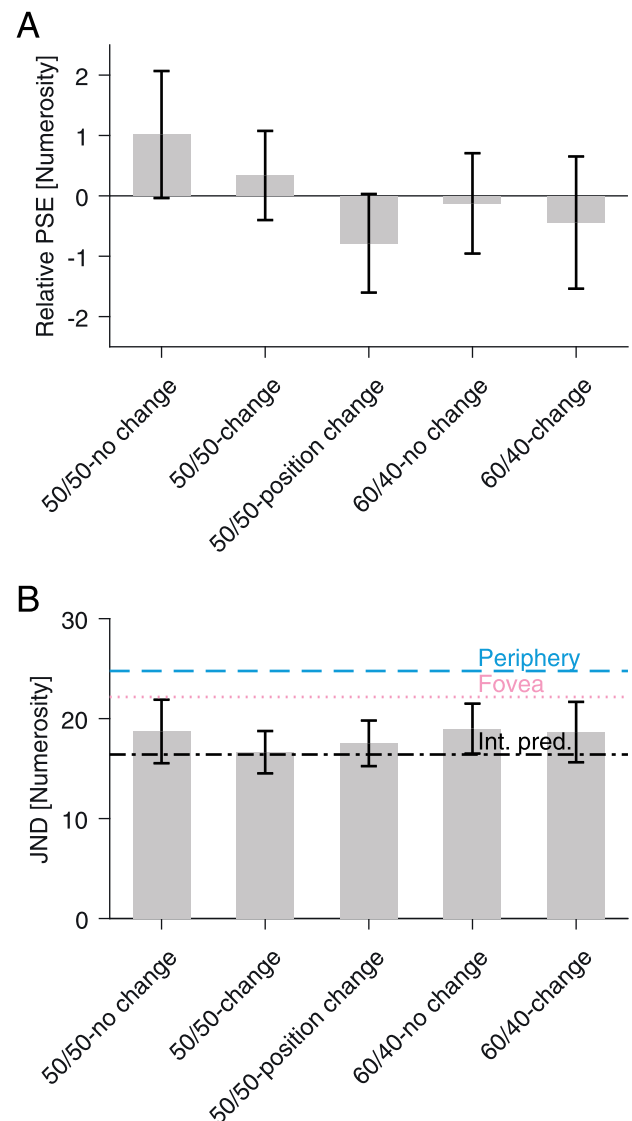 A
Relative PSE [Numerosity]
2
1
0
-1
-2
50/50-no change
50/50-change
50/50-position change
60/40-no change
60/40-change
B
JND [Numerosity]
30
20
10
0
Periphery
Fovea
Int. pred.
50/50-no change
50/50-change
50/50-position change
60/40-no change
60/40-change